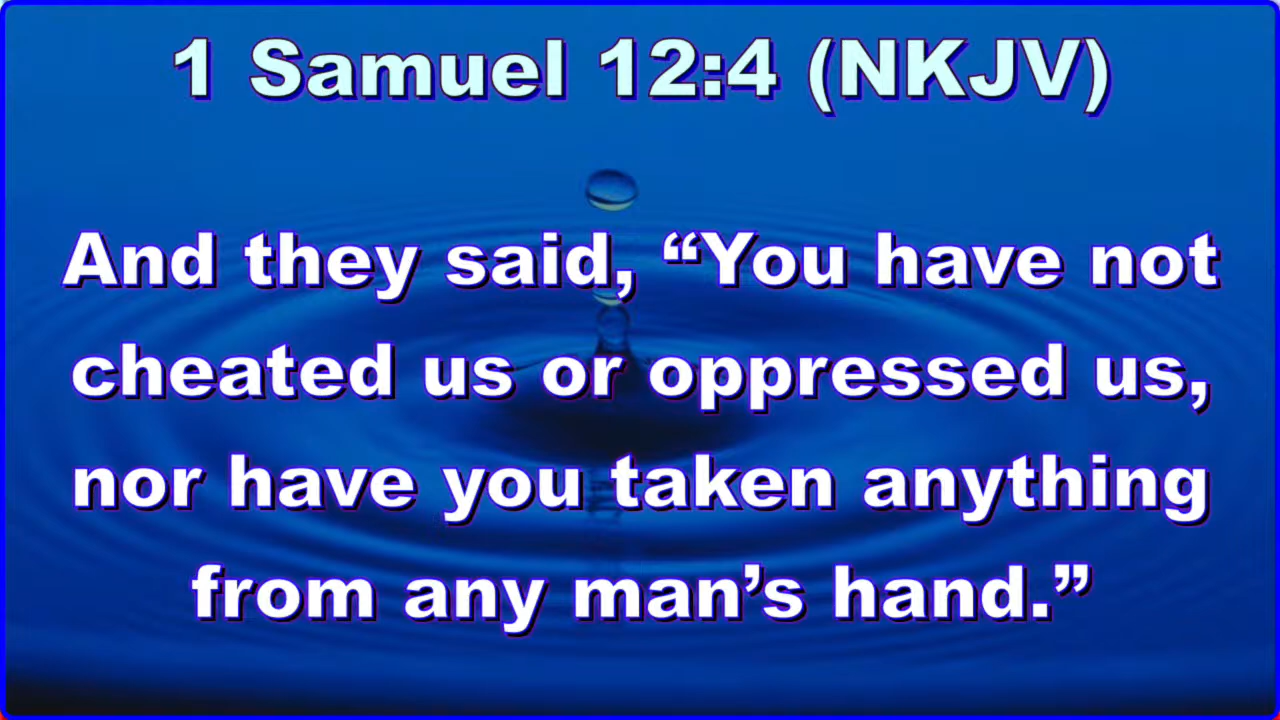 1 Samuel 12:4 (NKJV)
And they said, “You have not
cheated us or oppressed us,
nor have you taken anything
from any man’s hand.”